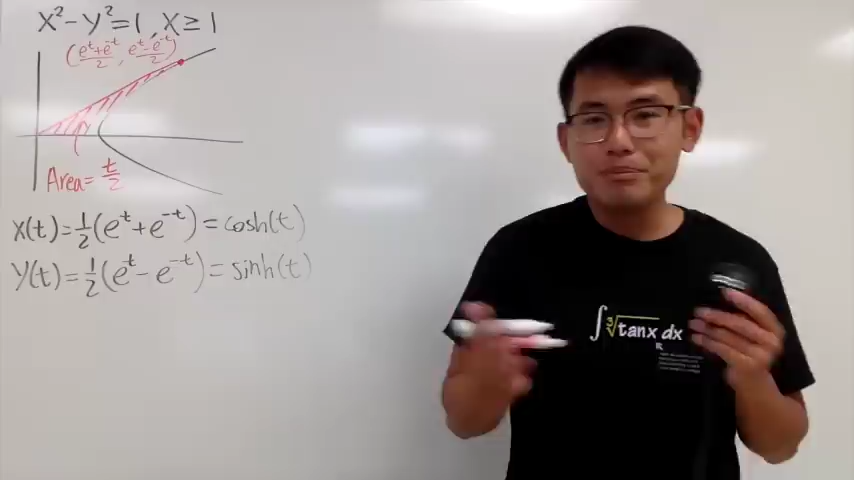 x² - y² = 1, x ≥ 1
((e^t+e^-t)/2, (e^t-e^-t)/2)
Area = t/2
x(t) = 1/2(e^t + e^-t) = cosh(t)
y(t) = 1/2(e^t - e^-t) = sinh(t)
∫ ∛tanx dx